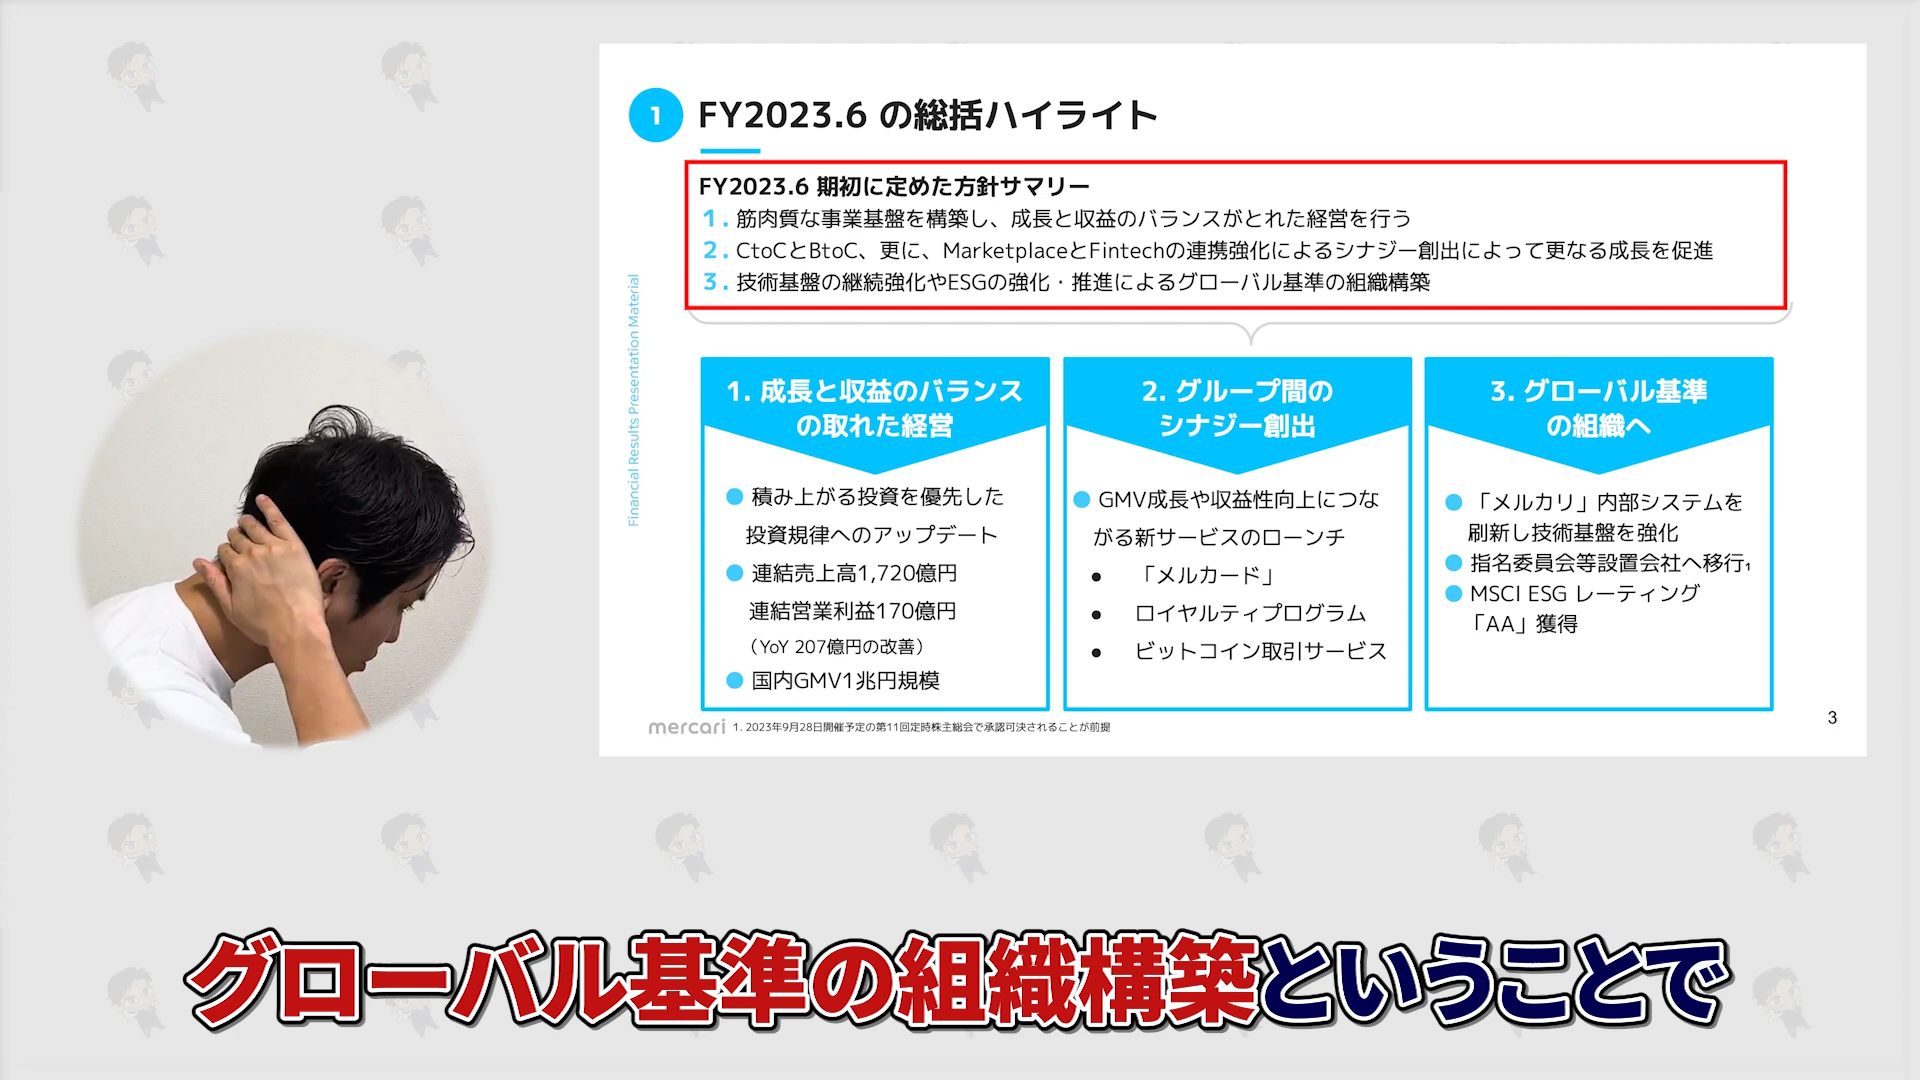 1
FY2023.6 の総括ハイライト
FY2023.6 期初に定めた方針サマリー
1. 筋肉質な事業基盤を構築し、成長と収益のバランスがとれた経営を行う
2. CtoCとBtoC、更に、MarketplaceとFintechの連携強化によるシナジー創出によって更なる成長を促進
3. 技術基盤の継続強化やESGの強化・推進によるグローバル基準の組織構築
Financial Results Presentation Material
1. 成長と収益のバランス
の取れた経営
● 積み上がる投資を優先した
投資規律へのアップデート
● 連結売上高1,720億円
連結営業利益170億円
（YoY 207億円の改善）
● 国内GMV1兆円規模
2. グループ間の
シナジー創出
● GMV成長や収益性向上につな
がる新サービスのローンチ
● 「メルカード」
● ロイヤルティプログラム
● ビットコイン取引サービス
3. グローバル基準
の組織へ
● 「メルカリ」内部システムを
刷新し技術基盤を強化
● 指名委員会等設置会社へ移行₁
● MSCI ESG レーティング
「AA」獲得
mercari 1. 2023年9月28日開催予定の第11回定時株主総会で承認可決されることが前提
3
グローバル基準の組織構築ということで